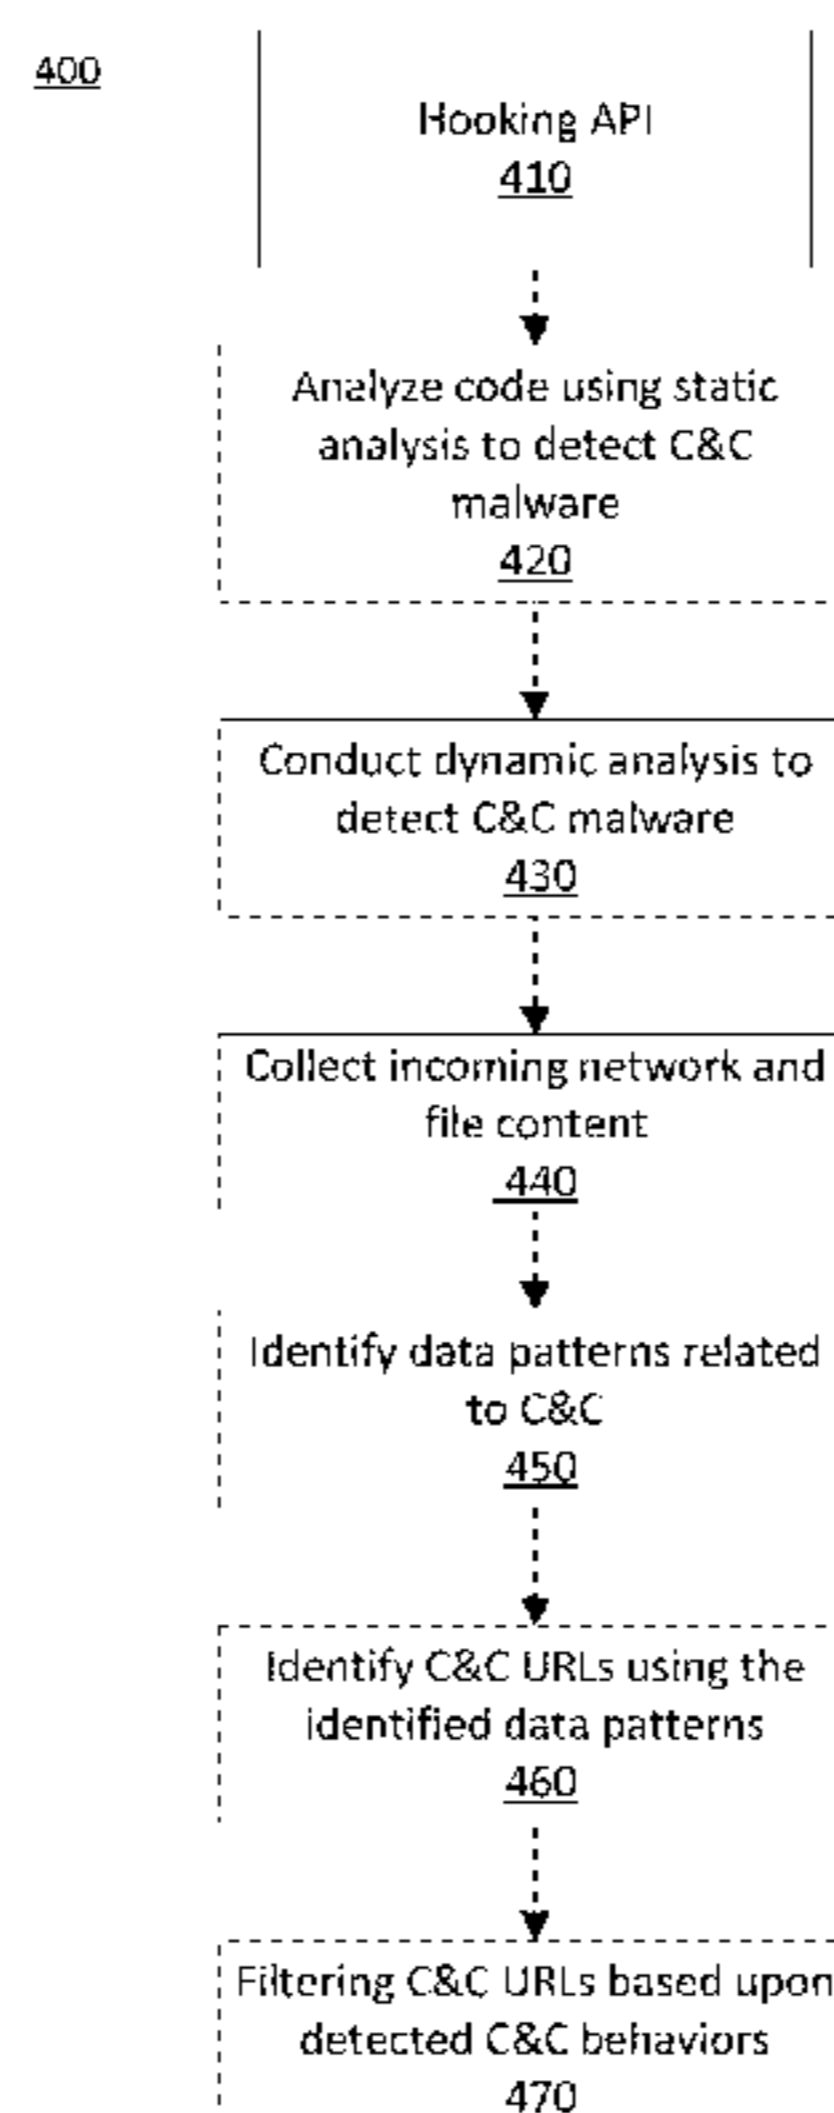 400
Hooking API
410
Analyze code using static
analysis to detect C&C
malware
420
Conduct dynamic analysis to
detect C&C malware
430
Collect incoming network and
file content
440
Identify data patterns related
to C&C
450
Identify C&C URLs using the
identified data patterns
460
Filtering C&C URLs based upon
detected C&C behaviors
470